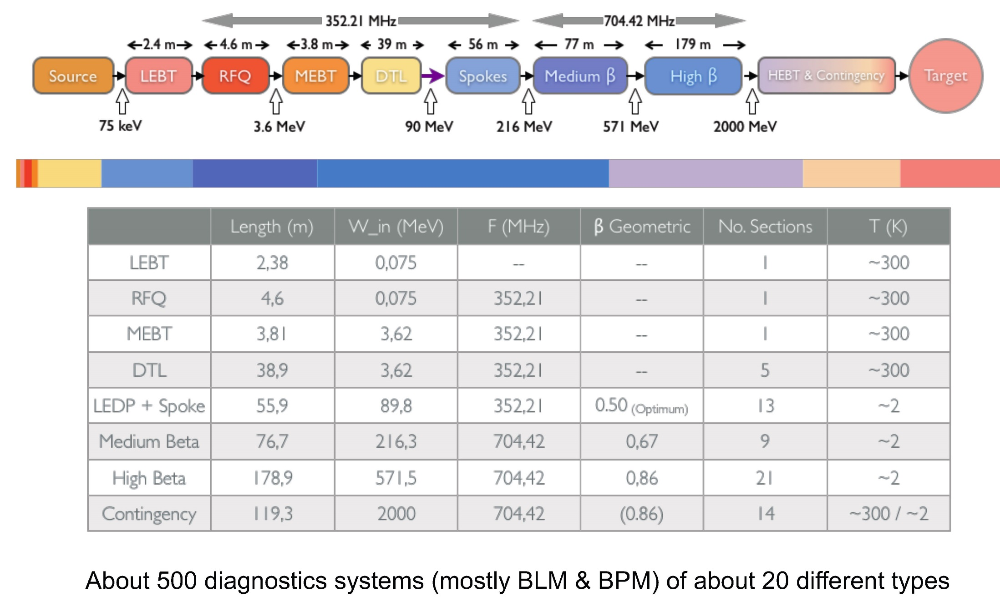 352.21 MHz 704.42 MHz
2.4 m 4.6 m 3.8 m 39 m 56 m 77 m 179 m
Source LEBT RFQ MEBT DTL Spokes Medium β High β HEBT & Contingency Target
75 keV 3.6 MeV 90 MeV 216 MeV 571 MeV 2000 MeV
Length (m) W_in (MeV) F (MHz) β Geometric No. Sections T (K)
LEBT 2,38 0,075 -- -- 1 ~300
RFQ 4,6 0,075 352,21 -- 1 ~300
MEBT 3,81 3,62 352,21 -- 1 ~300
DTL 38,9 3,62 352,21 -- 5 ~300
LEDP + Spoke 55,9 89,8 352,21 0.50 (Optimum) 13 ~2
Medium Beta 76,7 216,3 704,42 0,67 9 ~2
High Beta 178,9 571,5 704,42 0,86 21 ~2
Contingency 119,3 2000 704,42 (0.86) 14 ~300 / ~2
About 500 diagnostics systems (mostly BLM & BPM) of about 20 different types